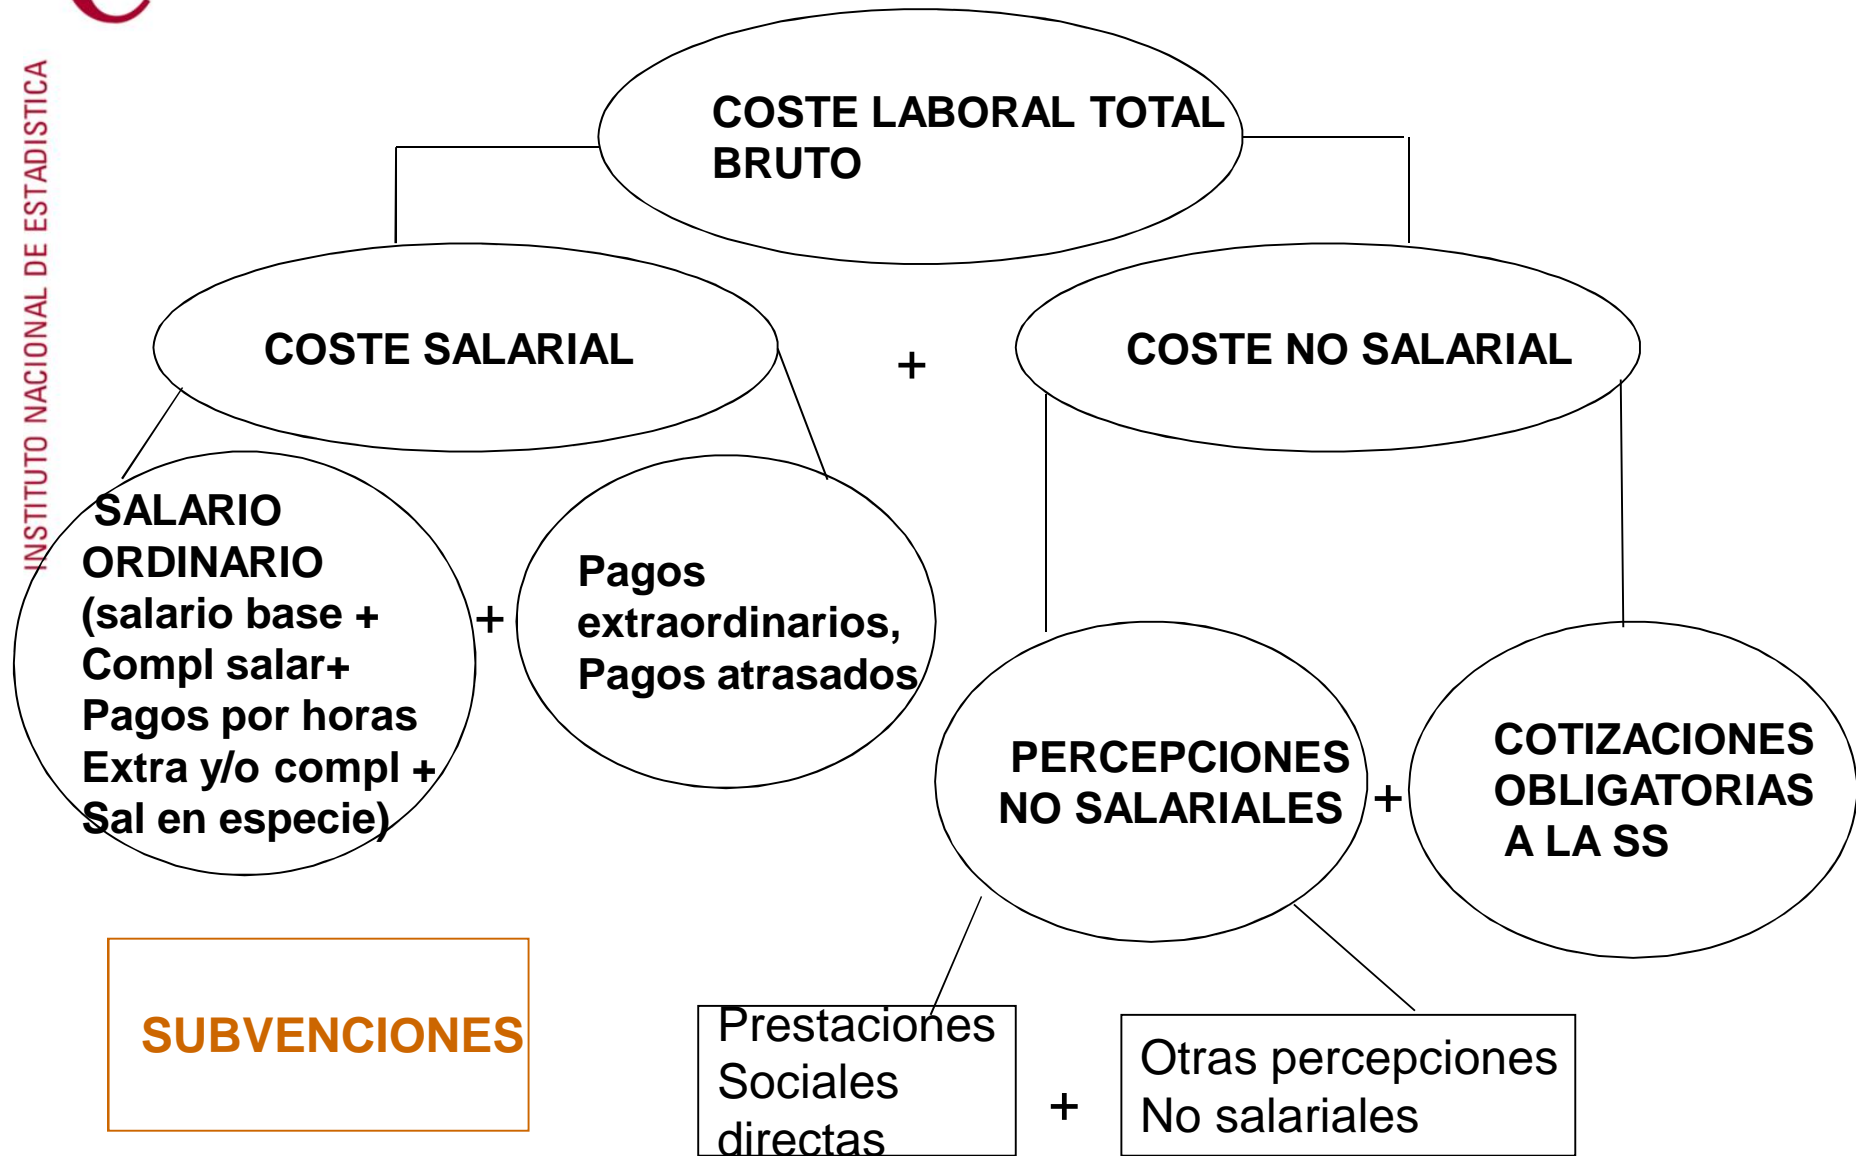 INSTITUTO NACIONAL DE ESTADISTICA
COSTE LABORAL TOTAL
BRUTO
COSTE SALARIAL
+
COSTE NO SALARIAL
SALARIO
ORDINARIO
(salario base +
Compl salar+
Pagos por horas
Extra y/o compl +
Sal en especie)
+
Pagos
extraordinarios,
Pagos atrasados
PERCEPCIONES
NO SALARIALES
+
COTIZACIONES
OBLIGATORIAS
A LA SS
SUBVENCIONES
Prestaciones
Sociales
directas
+
Otras percepciones
No salariales